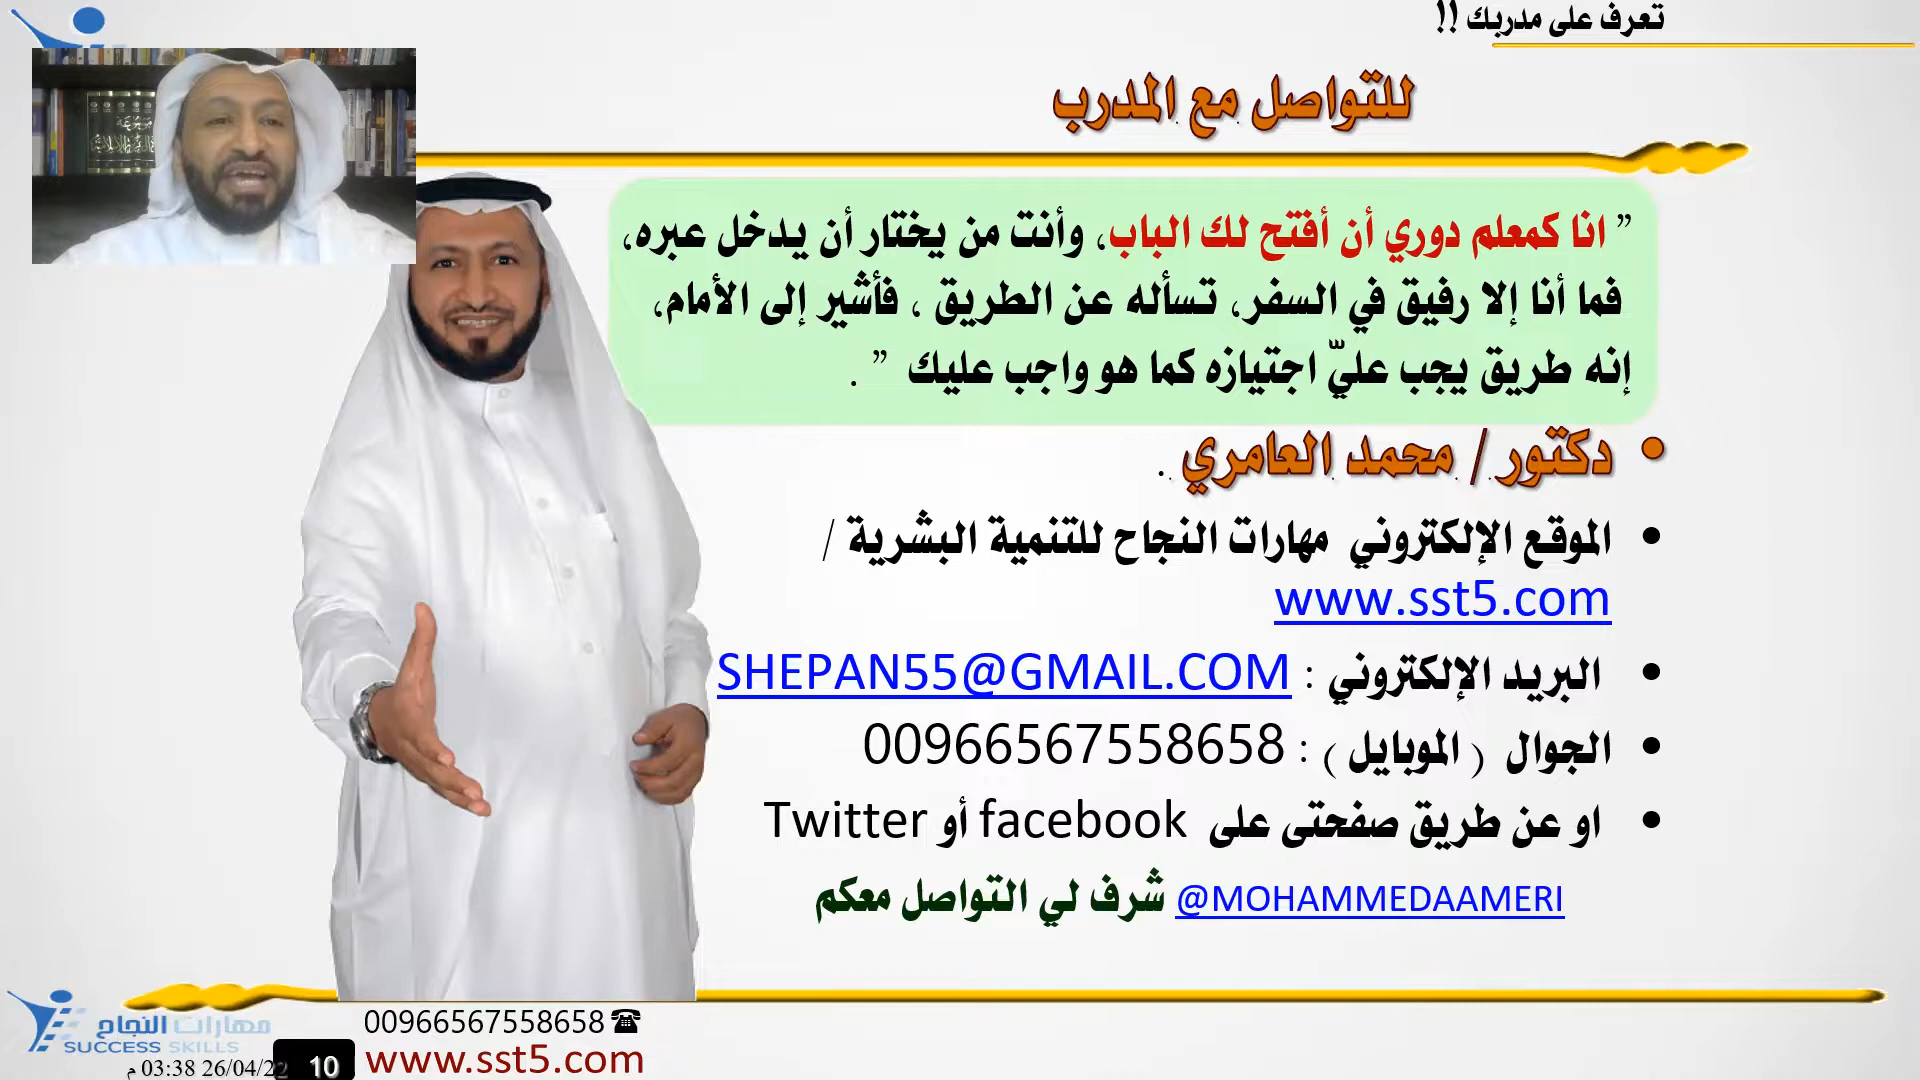 تعرف على مدربك !!
للتواصل مع المدرب
” انا كمعلم دوري أن أفتح لك الباب، وأنت من يختار أن يدخل عبره،
فما أنا إلا رفيق في السفر، تسأله عن الطريق ، فأشير إلى الأمام،
إنه طريق يجب عليّ اجتيازه كما هو واجب عليك ” .
• دكتور / محمد العامري .
• الموقع الإلكتروني مهارات النجاح للتنمية البشرية /
www.sst5.com
• البريد الإلكتروني : SHEPAN55@GMAIL.COM
• الجوال ( الموبايل ) : 00966567558658
• او عن طريق صفحتى على facebook أو Twitter
@MOHAMMEDAAMERI شرف لي التواصل معكم
مهارات النجاح
SUCCESS SKILLS
00966567558658 ☎
www.sst5.com
10
26/04/22 03:38 م